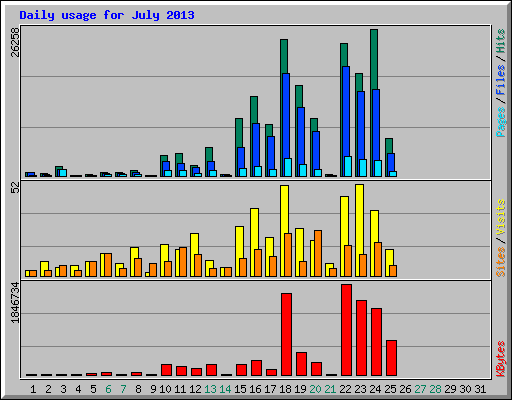 Daily usage for July 2013
26258
Pages / Files / Hits
52
Sites / Visits
1846734
KBytes
1 2 3 4 5 6 7 8 9 10 11 12 13 14 15 16 17 18 19 20 21 22 23 24 25 26 27 28 29 30 31